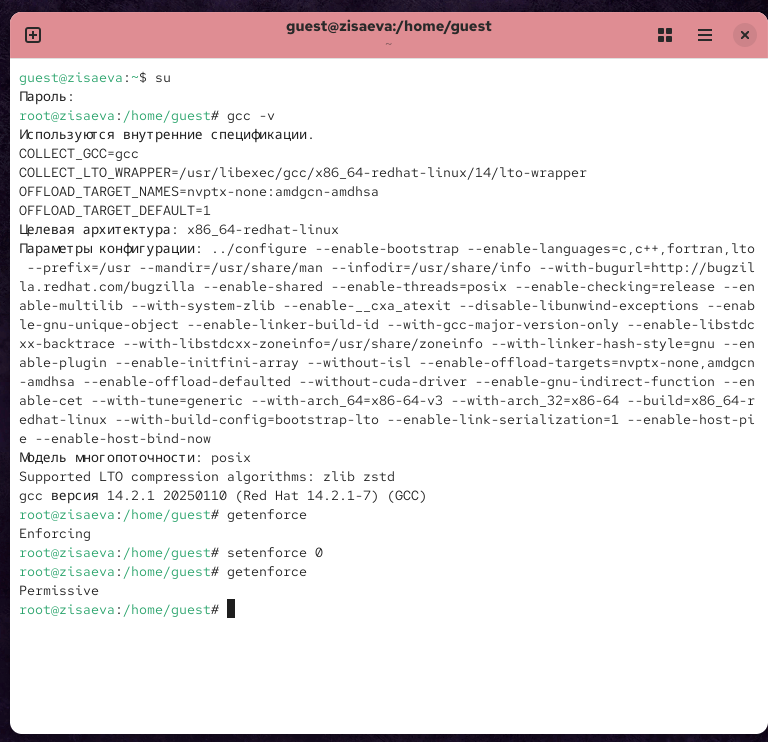 guest@zisaeva:/home/guest
~
guest@zisaeva:~$ su
Пароль:
root@zisaeva:/home/guest# gcc -v
Используются внутренние спецификации.
COLLECT_GCC=gcc
COLLECT_LTO_WRAPPER=/usr/libexec/gcc/x86_64-redhat-linux/14/lto-wrapper
OFFLOAD_TARGET_NAMES=nvptx-none:amdgcn-amdhsa
OFFLOAD_TARGET_DEFAULT=1
Целевая архитектура: x86_64-redhat-linux
Параметры конфигурации: ../configure --enable-bootstrap --enable-languages=c,c++,fortran,lto
 --prefix=/usr --mandir=/usr/share/man --infodir=/usr/share/info --with-bugurl=http://bugzil
la.redhat.com/bugzilla --enable-shared --enable-threads=posix --enable-checking=release --en
able-multilib --with-system-zlib --enable-__cxa_atexit --disable-libunwind-exceptions --enab
le-gnu-unique-object --enable-linker-build-id --with-gcc-major-version-only --enable-libstdc
xx-backtrace --with-libstdcxx-zoneinfo=/usr/share/zoneinfo --with-linker-hash-style=gnu --en
able-plugin --enable-initfini-array --without-isl --enable-offload-targets=nvptx-none,amdgcn
-amdhsa --enable-offload-defaulted --without-cuda-driver --enable-gnu-indirect-function --en
able-cet --with-tune=generic --with-arch_64=x86-64-v3 --with-arch_32=x86-64 --build=x86_64-r
edhat-linux --with-build-config=bootstrap-lto --enable-link-serialization=1 --enable-host-pi
e --enable-host-bind-now
Модель многопоточности: posix
Supported LTO compression algorithms: zlib zstd
gcc версия 14.2.1 20250110 (Red Hat 14.2.1-7) (GCC)
root@zisaeva:/home/guest# getenforce
Enforcing
root@zisaeva:/home/guest# setenforce 0
root@zisaeva:/home/guest# getenforce
Permissive
root@zisaeva:/home/guest#